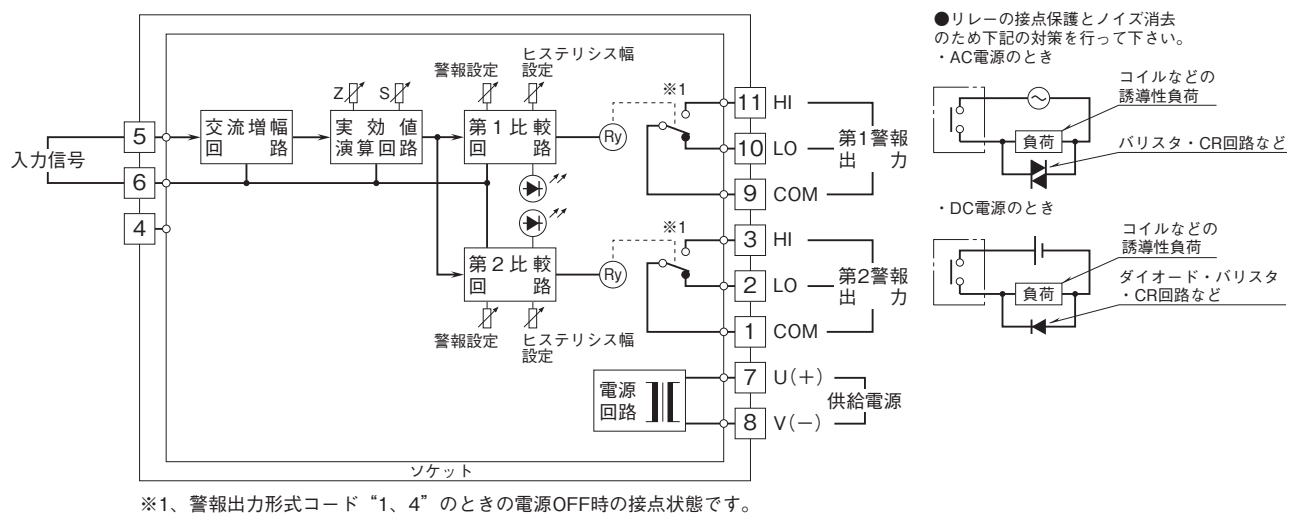 警報設定
ヒステリシス幅
設定
Z
S
※1
5
交流増幅
回路
実効値
演算回路
第1比較
回路
Ry
11 HI
入力信号
10 LO
第1警報
出力
6
9 COM
4
※1
3 HI
第2比較
回路
Ry
2 LO
第2警報
出力
警報設定
ヒステリシス幅
設定
1 COM
電源
回路
7 U(+)
供給電源
8 V(−)
ソケット
※1、警報出力形式コード“1、4”のときの電源OFF時の接点状態です。
●リレーの接点保護とノイズ消去
のため下記の対策を行って下さい。
・AC電源のとき
コイルなどの
誘導性負荷
負荷
バリスタ・CR回路など
・DC電源のとき
コイルなどの
誘導性負荷
負荷
ダイオード・バリスタ
・CR回路など